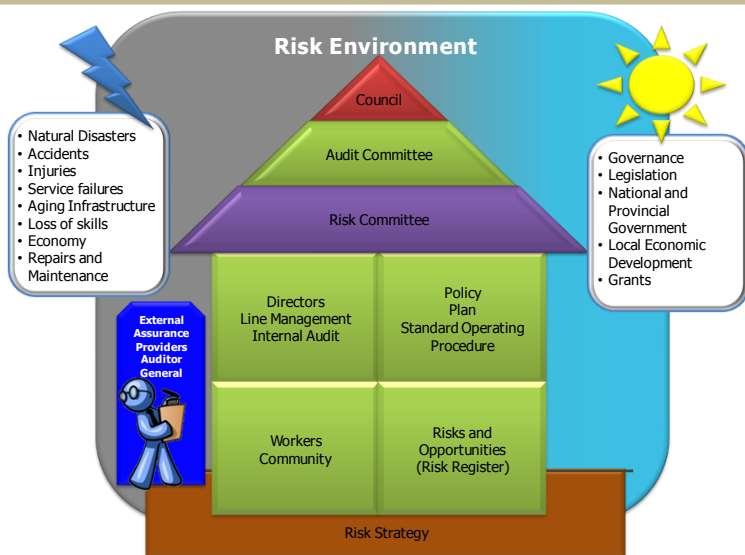 Risk Environment
Council
Audit Committee
Risk Committee
• Natural Disasters
• Accidents
• Injuries
• Service failures
• Aging Infrastructure
• Loss of skills
• Economy
• Repairs and
Maintenance
• Governance
• Legislation
• National and
Provincial
Government
• Local Economic
Development
• Grants
External
Assurance
Providers
Auditor
General
Directors
Line Management
Internal Audit
Policy
Plan
Standard Operating
Procedure
Workers
Community
Risks and
Opportunities
(Risk Register)
Risk Strategy